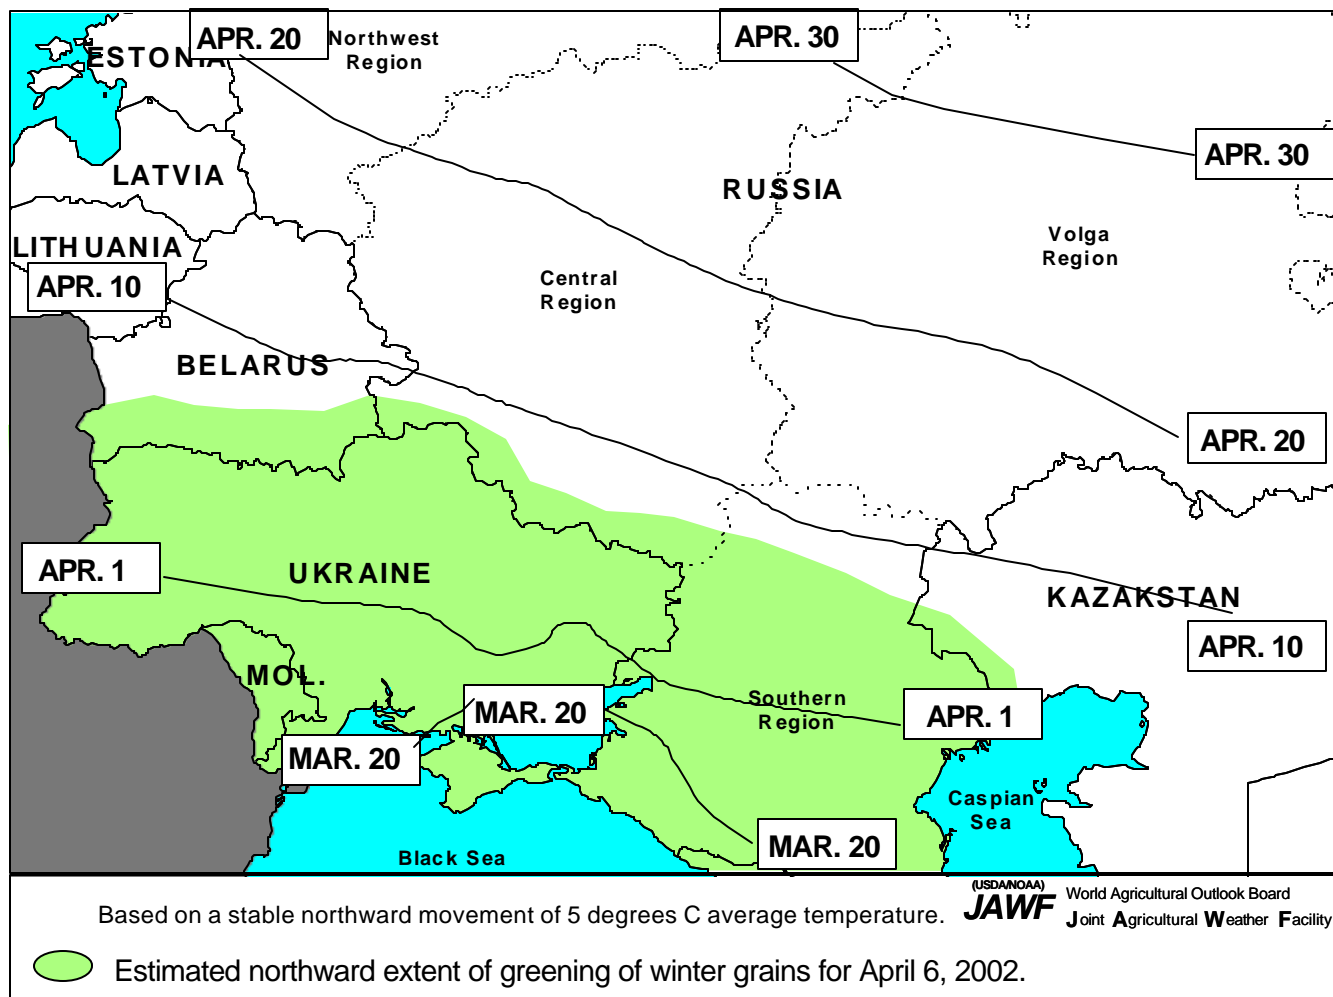 APR. 20
Northwest
Region
APR. 30
ESTONIA
APR. 30
LATVIA
RUSSIA
LITHUANIA
Volga
Region
APR. 10
Central
Region
BELARUS
APR. 20
APR. 1
UKRAINE
KAZAKSTAN
APR. 10
MOL.
Southern
Region
MAR. 20
APR. 1
MAR. 20
Caspian
Sea
MAR. 20
Black Sea
Based on a stable northward movement of 5 degrees C average temperature.
(USDA/NOAA)
JAWF
World Agricultural Outlook Board
Joint Agricultural Weather Facility
Estimated northward extent of greening of winter grains for April 6, 2002.